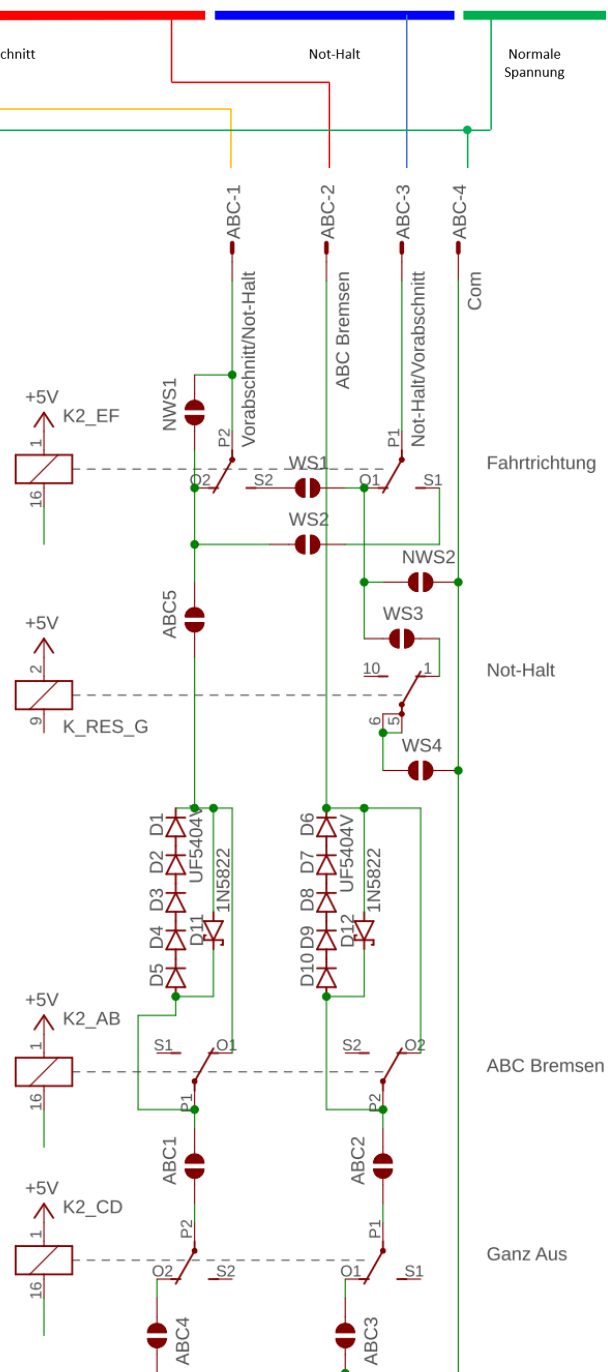 chnitt
Not-Halt
Normale
Spannung
ABC-1
ABC-2
ABC-3
ABC-4
Vorabschnitt/Not-Halt
ABC Bremsen
Not-Halt/Vorabschnitt
Com
NWS1
+5V
K2_EF
1
16
P2
P1
O2
S2
WS1
O1
S1
Fahrtrichtung
WS2
NWS2
ABC5
WS3
+5V
2
9
K_RES_G
10
1
6
5
Not-Halt
WS4
D1
D2
D3
D4
D5
UF5404V
D11
1N5822
D6
D7
D8
D9
D10
UF5404V
D12
1N5822
+5V
K2_AB
1
16
S1
O1
S2
O2
ABC Bremsen
P1
P2
ABC1
ABC2
+5V
K2_CD
1
16
P2
P1
O2
S2
O1
S1
Ganz Aus
ABC4
ABC3